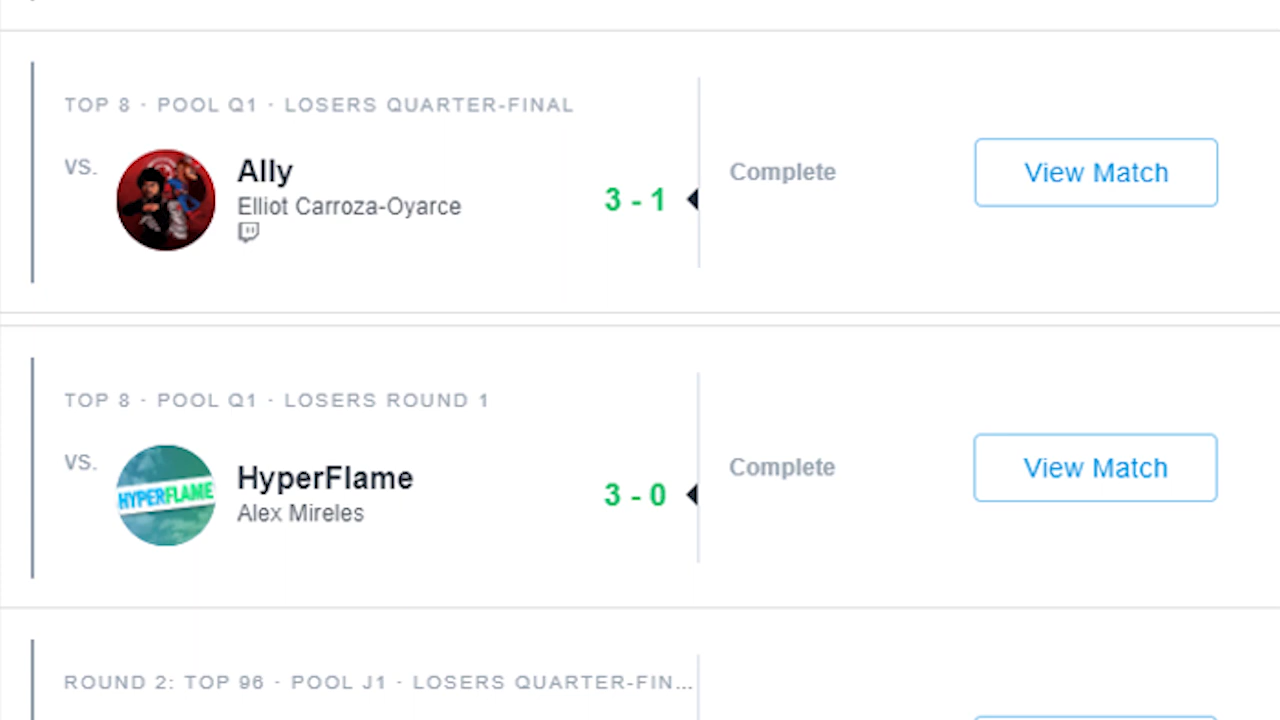 TOP 8 · POOL Q1 · LOSERS QUARTER-FINAL
VS.
Ally
Elliot Carroza-Oyarce
3 - 1
Complete
View Match
TOP 8 · POOL Q1 · LOSERS ROUND 1
VS.
HYPERFLAME
HyperFlame
Alex Mireles
3 - 0
Complete
View Match
ROUND 2: TOP 96 · POOL J1 · LOSERS QUARTER-FIN...